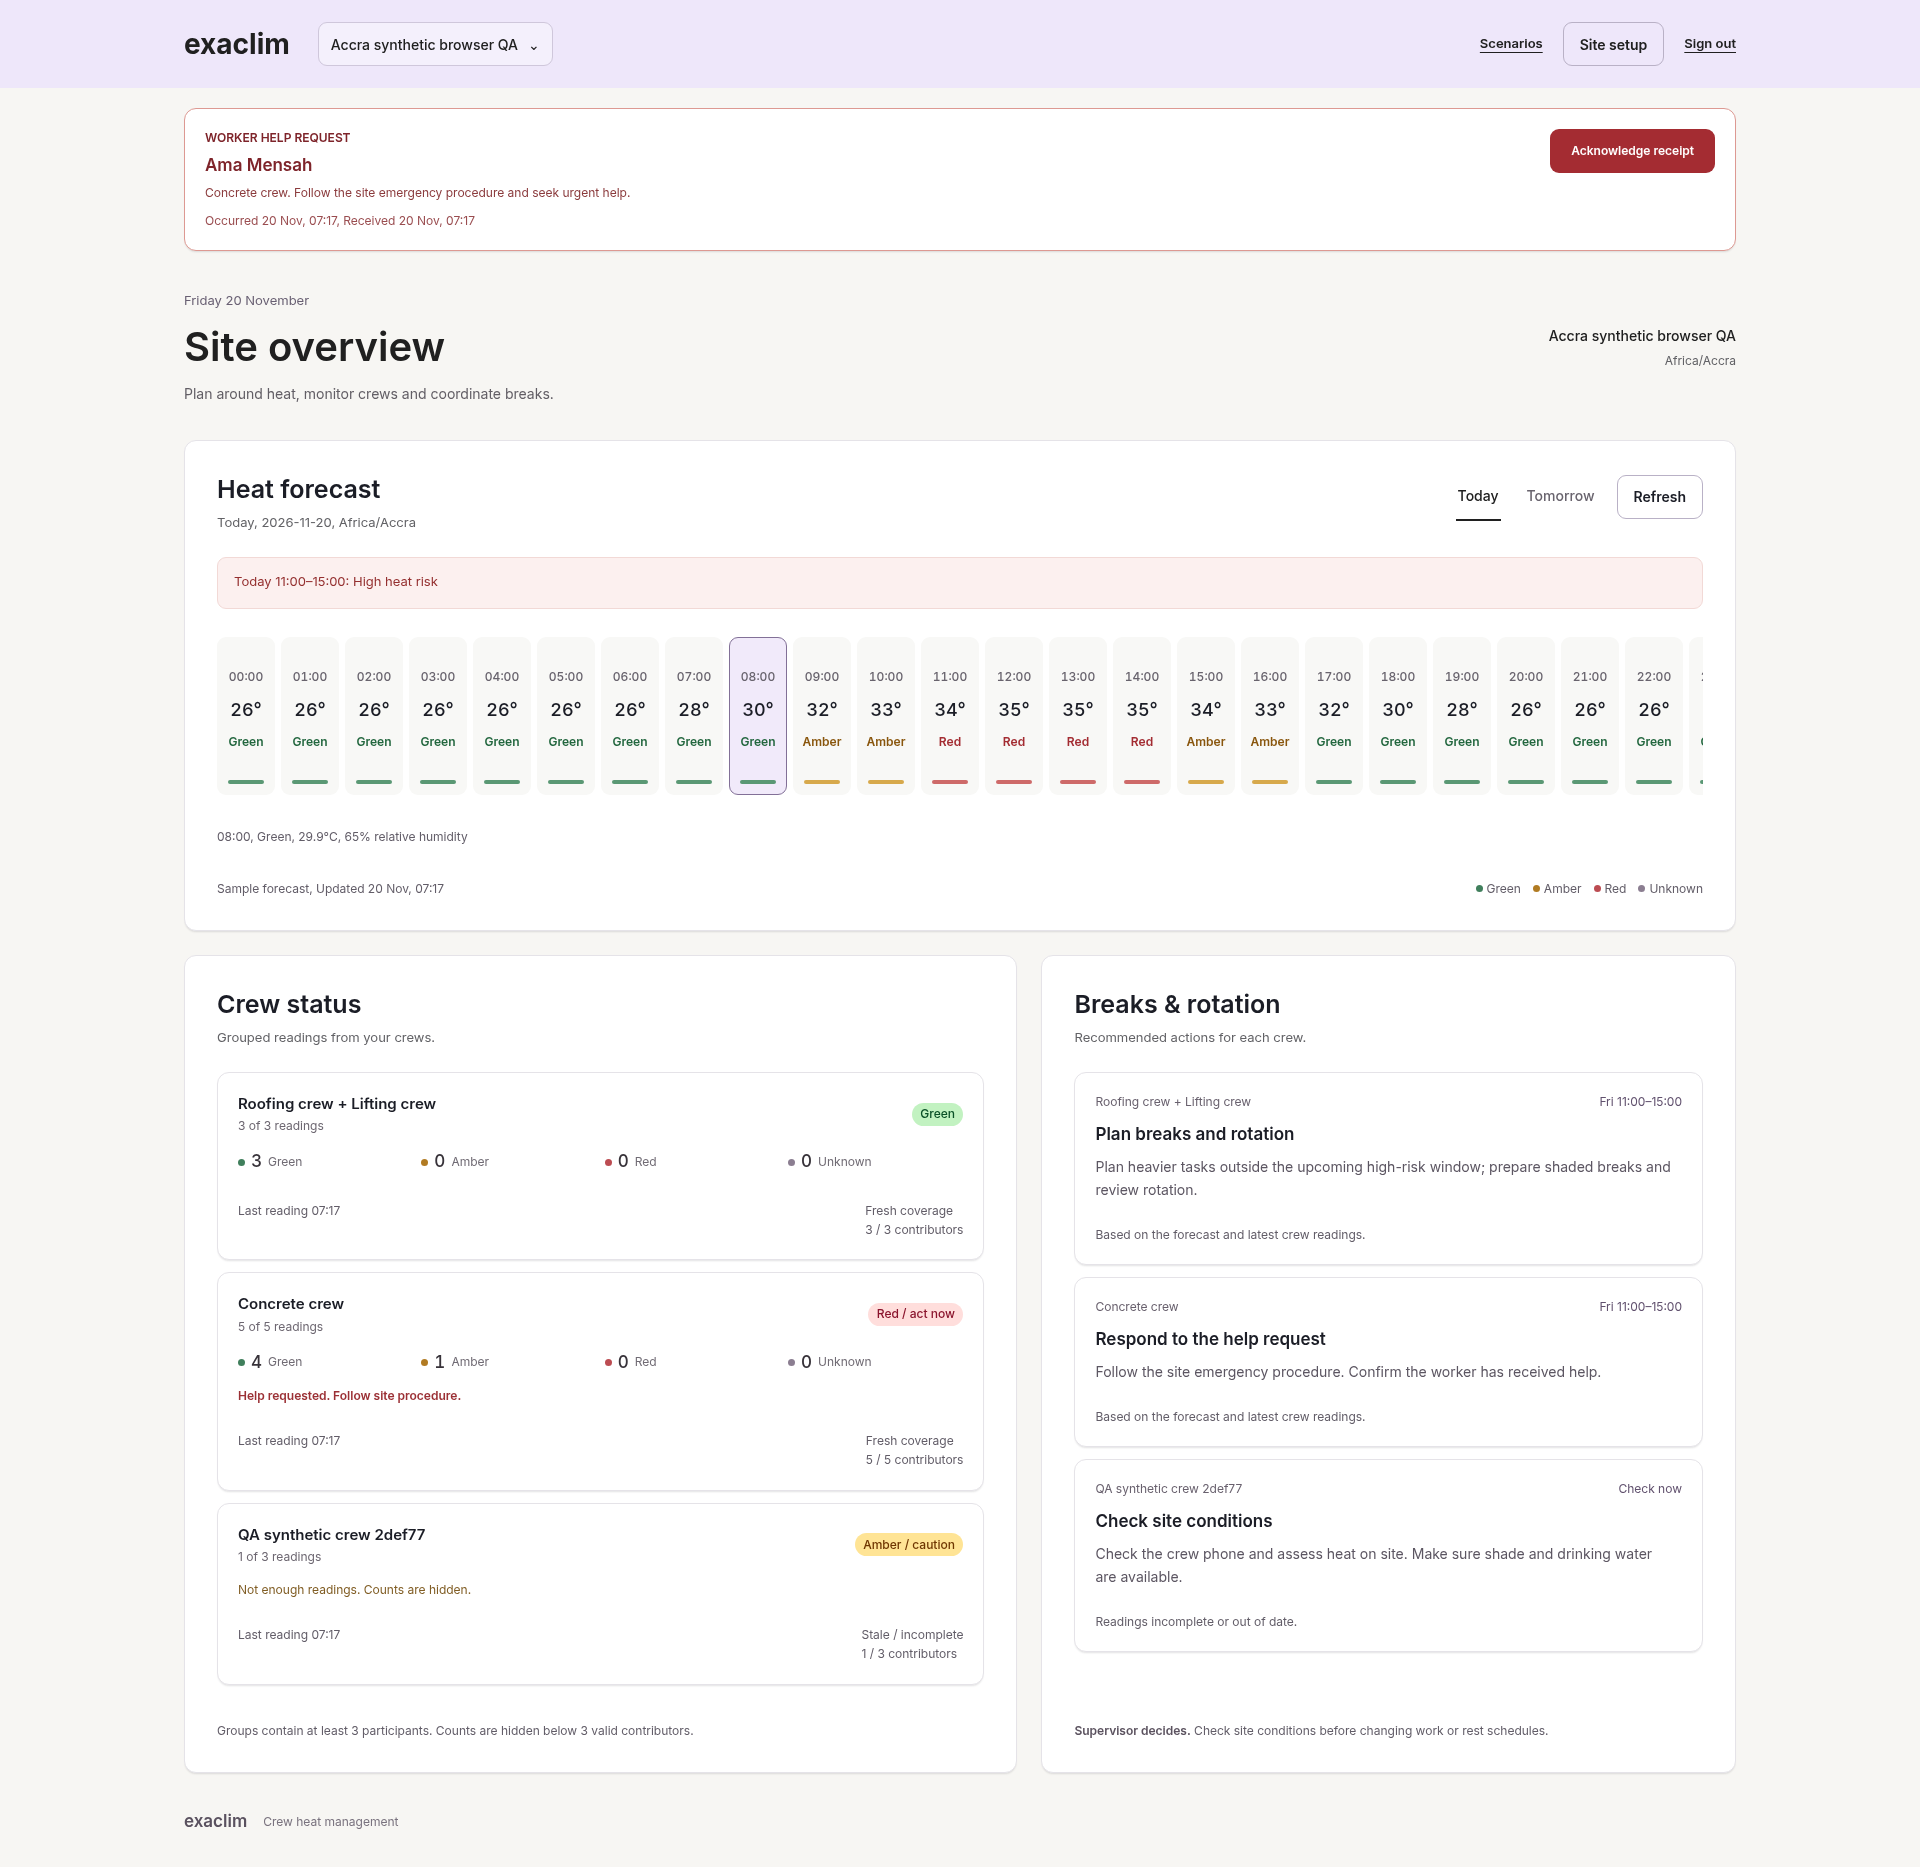 exaclim
Accra synthetic browser QA
Scenarios
Site setup
Sign out
WORKER HELP REQUEST
Ama Mensah
Concrete crew. Follow the site emergency procedure and seek urgent help.
Occurred 20 Nov, 07:17, Received 20 Nov, 07:17
Acknowledge receipt
Friday 20 November
Site overview
Plan around heat, monitor crews and coordinate breaks.
Accra synthetic browser QA
Africa/Accra
Heat forecast
Today, 2026-11-20, Africa/Accra
Today
Tomorrow
Refresh
Today 11:00–15:00: High heat risk
00:00 01:00 02:00 03:00 04:00 05:00 06:00 07:00 08:00 09:00 10:00 11:00 12:00 13:00 14:00 15:00 16:00 17:00 18:00 19:00 20:00 21:00 22:00
26° 26° 26° 26° 26° 26° 26° 28° 30° 32° 33° 34° 35° 35° 35° 34° 33° 32° 30° 28° 26° 26° 26°
Green Green Green Green Green Green Green Green Green Amber Amber Red Red Red Red Amber Amber Green Green Green Green Green Green
08:00, Green, 29.9°C, 65% relative humidity
Sample forecast, Updated 20 Nov, 07:17
Green Amber Red Unknown
Crew status
Grouped readings from your crews.
Roofing crew + Lifting crew
3 of 3 readings
Green
3 Green 0 Amber 0 Red 0 Unknown
Last reading 07:17
Fresh coverage
3 / 3 contributors
Concrete crew
5 of 5 readings
Red / act now
4 Green 1 Amber 0 Red 0 Unknown
Help requested. Follow site procedure.
Last reading 07:17
Fresh coverage
5 / 5 contributors
QA synthetic crew 2def77
1 of 3 readings
Amber / caution
Not enough readings. Counts are hidden.
Last reading 07:17
Stale / incomplete
1 / 3 contributors
Groups contain at least 3 participants. Counts are hidden below 3 valid contributors.
Breaks & rotation
Recommended actions for each crew.
Roofing crew + Lifting crew
Fri 11:00–15:00
Plan breaks and rotation
Plan heavier tasks outside the upcoming high-risk window; prepare shaded breaks and
review rotation.
Based on the forecast and latest crew readings.
Concrete crew
Fri 11:00–15:00
Respond to the help request
Follow the site emergency procedure. Confirm the worker has received help.
Based on the forecast and latest crew readings.
QA synthetic crew 2def77
Check now
Check site conditions
Check the crew phone and assess heat on site. Make sure shade and drinking water
are available.
Readings incomplete or out of date.
Supervisor decides. Check site conditions before changing work or rest schedules.
exaclim
Crew heat management